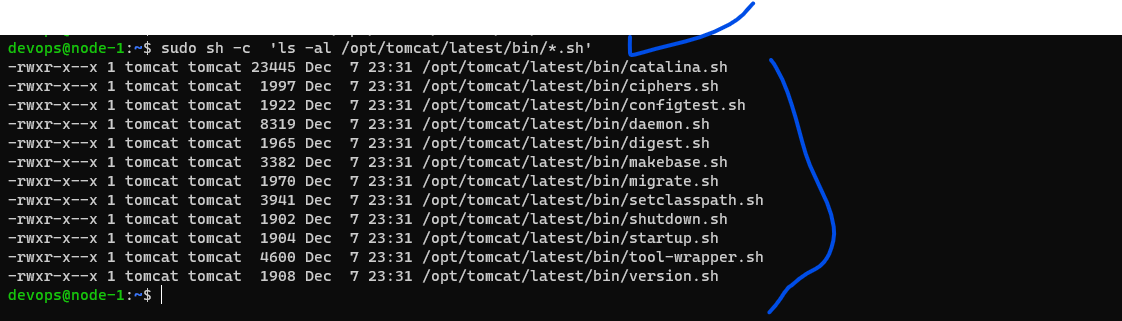 devops@node-1:~$ sudo sh -c  'ls -al /opt/tomcat/latest/bin/*.sh'
-rwxr-x--x 1 tomcat tomcat 23445 Dec  7 23:31 /opt/tomcat/latest/bin/catalina.sh
-rwxr-x--x 1 tomcat tomcat  1997 Dec  7 23:31 /opt/tomcat/latest/bin/ciphers.sh
-rwxr-x--x 1 tomcat tomcat  1922 Dec  7 23:31 /opt/tomcat/latest/bin/configtest.sh
-rwxr-x--x 1 tomcat tomcat  8319 Dec  7 23:31 /opt/tomcat/latest/bin/daemon.sh
-rwxr-x--x 1 tomcat tomcat  1965 Dec  7 23:31 /opt/tomcat/latest/bin/digest.sh
-rwxr-x--x 1 tomcat tomcat  3382 Dec  7 23:31 /opt/tomcat/latest/bin/makebase.sh
-rwxr-x--x 1 tomcat tomcat  1970 Dec  7 23:31 /opt/tomcat/latest/bin/migrate.sh
-rwxr-x--x 1 tomcat tomcat  3941 Dec  7 23:31 /opt/tomcat/latest/bin/setclasspath.sh
-rwxr-x--x 1 tomcat tomcat  1902 Dec  7 23:31 /opt/tomcat/latest/bin/shutdown.sh
-rwxr-x--x 1 tomcat tomcat  1904 Dec  7 23:31 /opt/tomcat/latest/bin/startup.sh
-rwxr-x--x 1 tomcat tomcat  4600 Dec  7 23:31 /opt/tomcat/latest/bin/tool-wrapper.sh
-rwxr-x--x 1 tomcat tomcat  1908 Dec  7 23:31 /opt/tomcat/latest/bin/version.sh
devops@node-1:~$